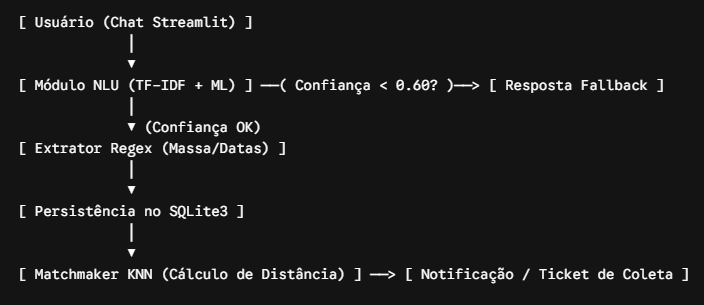 [ Usuário (Chat Streamlit) ]
│
▼
[ Módulo NLU (TF-IDF + ML) ] ──( Confiança < 0.60? )──> [ Resposta Fallback ]
│
▼ (Confiança OK)
[ Extrator Regex (Massa/Datas) ]
│
▼
[ Persistência no SQLite3 ]
│
▼
[ Matchmaker KNN (Cálculo de Distância) ] ──> [ Notificação / Ticket de Coleta ]